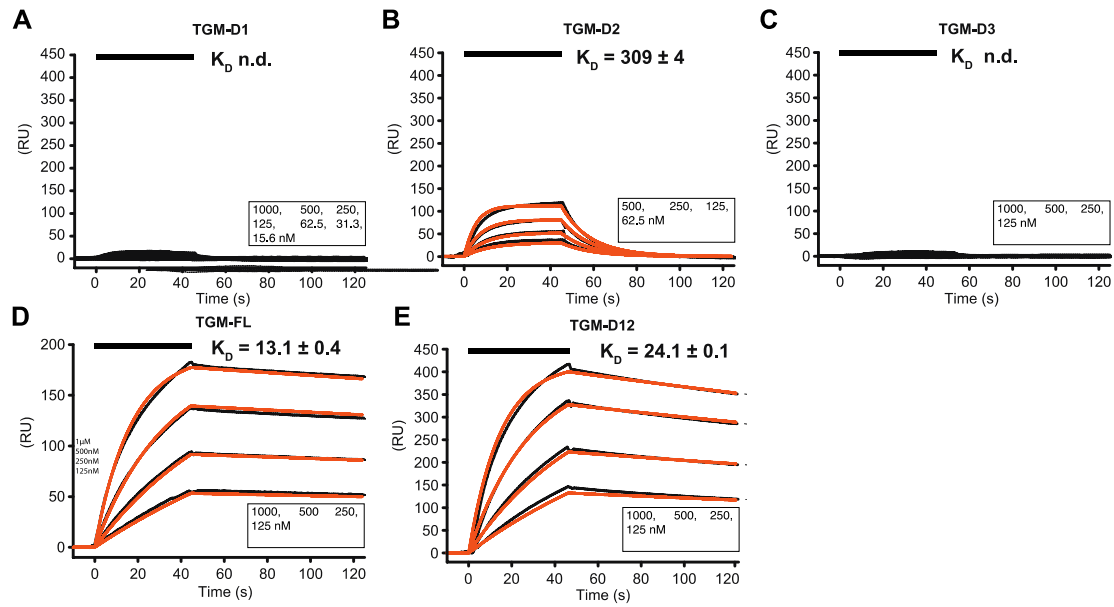 A
TGM-D1
K_D n.d.
450
400
350
300
250
200
150
100
50
0
(RU)
1000, 500, 250,
125, 62.5, 31.3,
15.6 nM
0 20 40 60 80 100 120
Time (s)
B
TGM-D2
K_D = 309 ± 4
450
400
350
300
250
200
150
100
50
0
(RU)
500, 250, 125,
62.5 nM
0 20 40 60 80 100 120
Time (s)
C
TGM-D3
K_D n.d.
450
400
350
300
250
200
150
100
50
0
(RU)
1000, 500, 250,
125 nM
0 20 40 60 80 100 120
Time (s)
D
TGM-FL
K_D = 13.1 ± 0.4
200
150
100
50
0
(RU)
1µM
500nM
250nM
125nM
1000, 500 250,
125 nM
0 20 40 60 80 100 120
Time (s)
E
TGM-D12
K_D = 24.1 ± 0.1
450
400
350
300
250
200
150
100
50
0
(RU)
1000, 500, 250,
125 nM
0 20 40 60 80 100 120
Time (s)